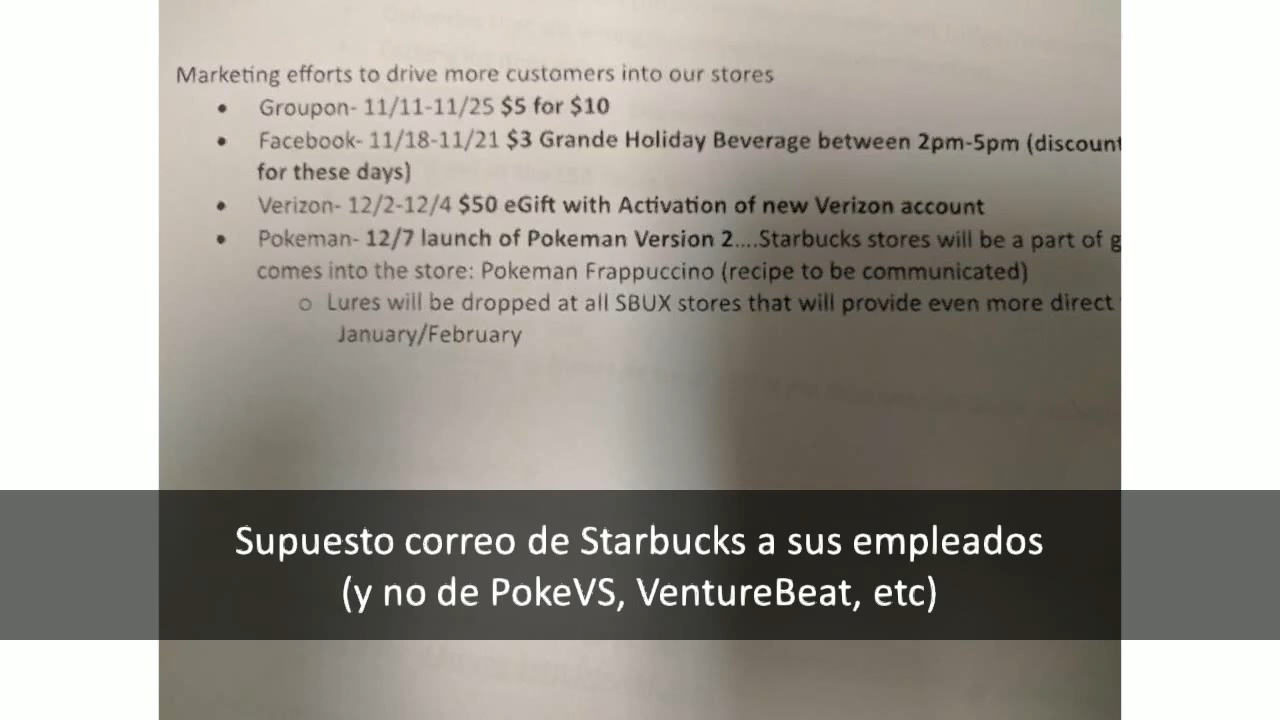 Marketing efforts to drive more customers into our stores
• Groupon- 11/11-11/25 $5 for $10
• Facebook- 11/18-11/21 $3 Grande Holiday Beverage between 2pm-5pm (discount
for these days)
• Verizon- 12/2-12/4 $50 eGift with Activation of new Verizon account
• Pokeman- 12/7 launch of Pokeman Version 2....Starbucks stores will be a part of g
comes into the store: Pokeman Frappuccino (recipe to be communicated)
o Lures will be dropped at all SBUX stores that will provide even more direct
January/February
Supuesto correo de Starbucks a sus empleados
(y no de PokeVS, VentureBeat, etc)